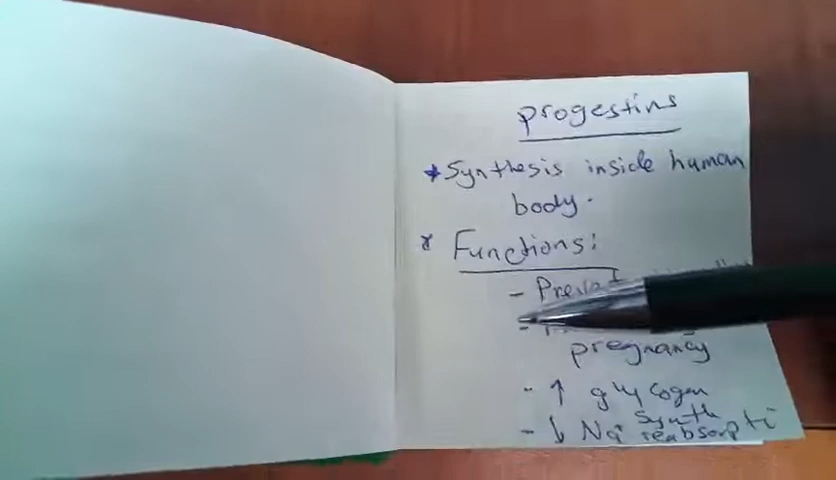 progestins
* Synthesis inside human
body.
* Functions:
-
-
pregnancy
- ↑ glycogen
synth
- ↓ Na reabsorpti